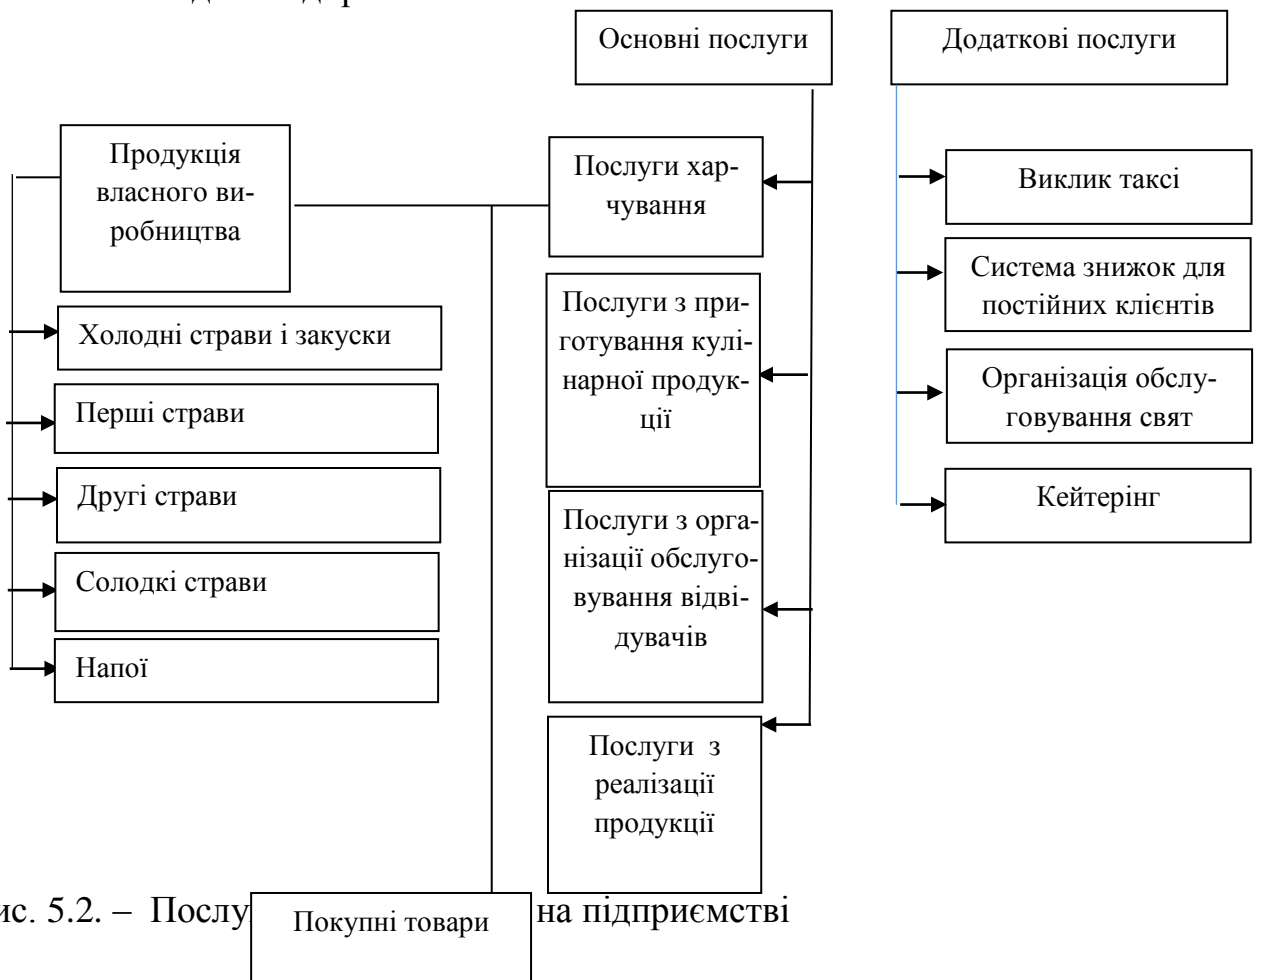 Основні послуги
Додаткові послуги
Продукція
власного ви-
робництва
Послуги хар-
чування
Виклик таксі
Система знижок для
постійних клієнтів
Холодні страви і закуски
Послуги з при-
готування кулі-
нарної продук-
ції
Організація обслу-
говування свят
Перші страви
Другі страви
Послуги з орга-
нізації обслуго-
вування відві-
дувачів
Кейтерінг
Солодкі страви
Напої
Послуги з
реалізації
продукції
ис. 5.2. – Послу
на підприємстві
Покупні товари